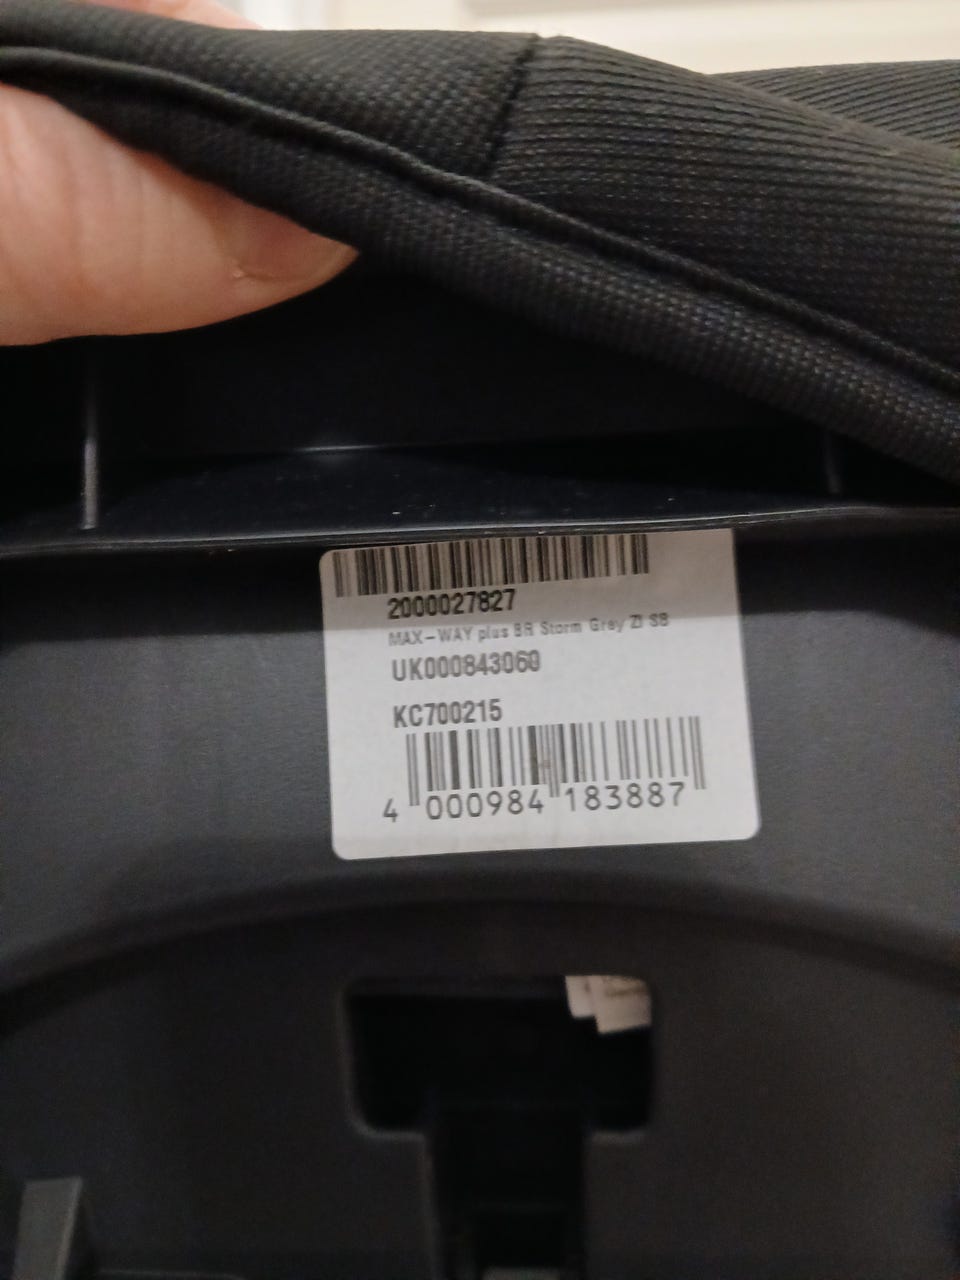 2000027827
MAX-WAY plus BR Storm Grey ZI SB
UK000843060
KC700215
4 000984 183887